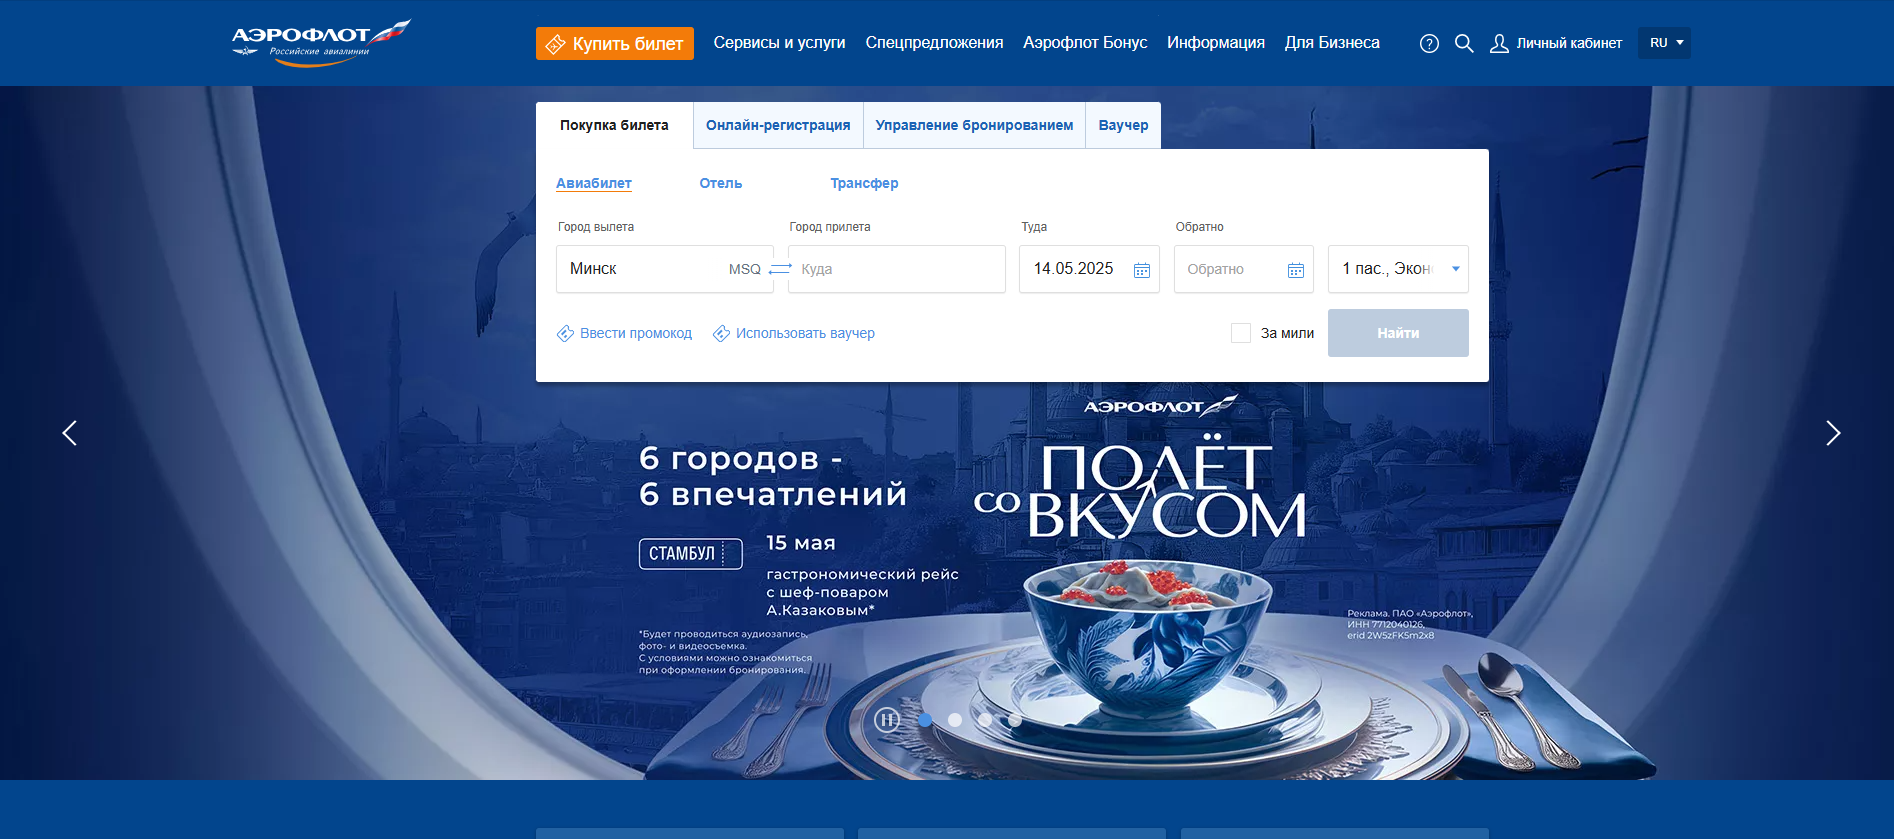 АЭРОФЛОТ
Российские авиалинии
Купить билет
Сервисы и услуги
Спецпредложения
Аэрофлот Бонус
Информация
Для Бизнеса
Личный кабинет
RU
Покупка билета
Онлайн-регистрация
Управление бронированием
Ваучер
Авиабилет
Отель
Трансфер
Город вылета
Город прилета
Туда
Обратно
Минск
MSQ
Куда
14.05.2025
Обратно
1 пас., Экон
Ввести промокод
Использовать ваучер
За мили
Найти
АЭРОФЛОТ
6 городов -
6 впечатлений
ПОЛЁТ
СО ВКУСОМ
СТАМБУЛ
15 мая
гастрономический рейс
с шеф-поваром
А.Казаковым*
*Будет проводиться аудиозапись,
фото- и видеосъемка.
С условиями можно ознакомиться
при оформлении бронирования.
Реклама. ПАО «Аэрофлот»,
ИНН 7712040126,
erid 2W5zFK5m2x8